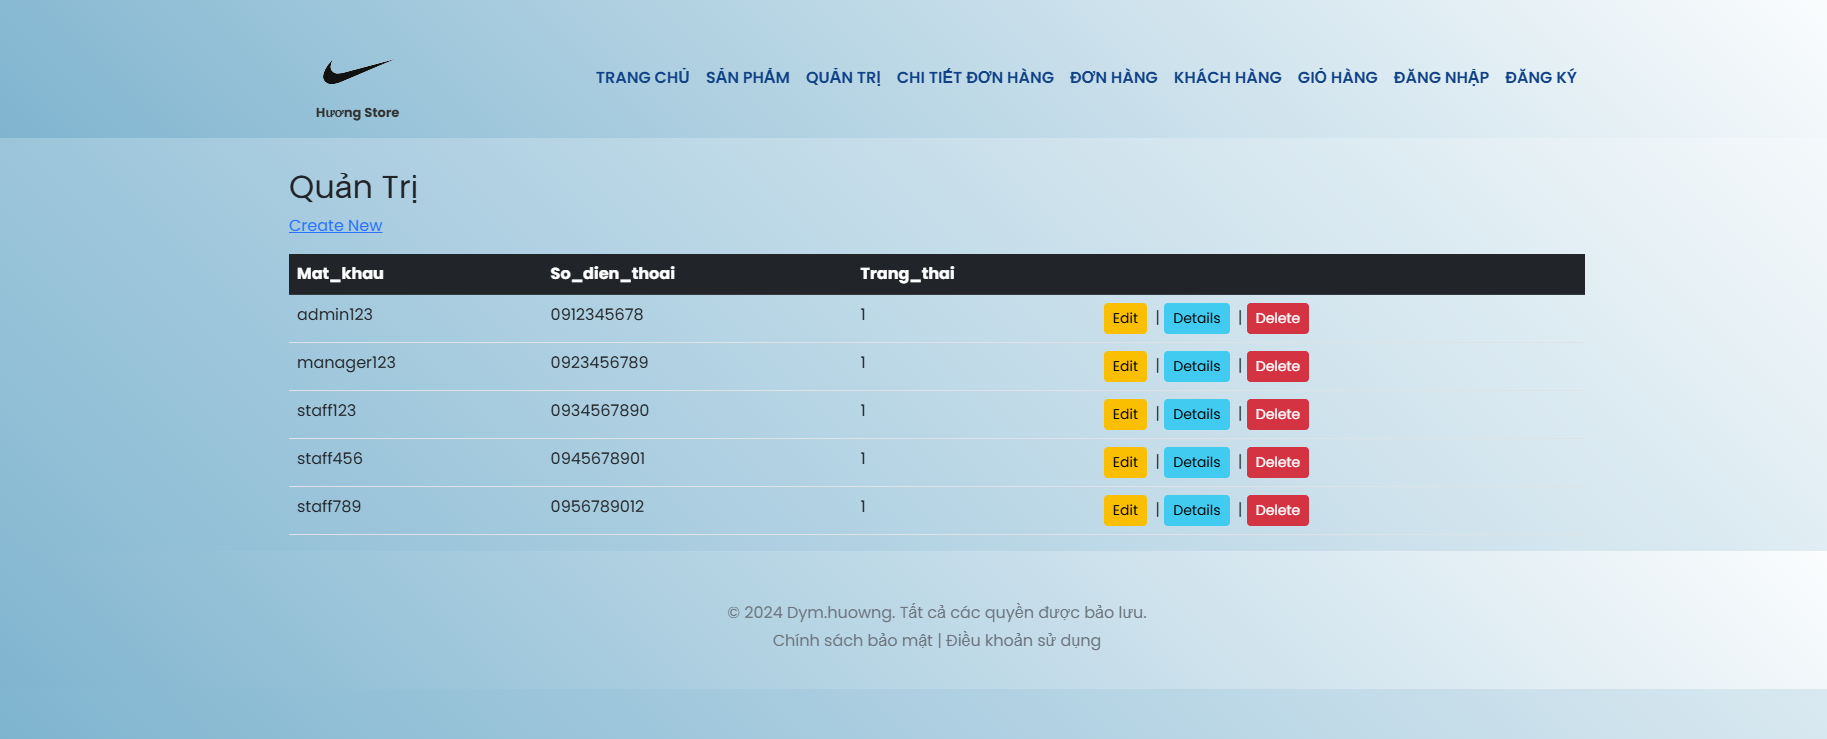 Hương Store
TRANG CHỦ SẢN PHẨM QUẢN TRỊ CHI TIẾT ĐƠN HÀNG ĐƠN HÀNG KHÁCH HÀNG GIỎ HÀNG ĐĂNG NHẬP ĐĂNG KÝ
Quản Trị
Create New
Mat_khau So_dien_thoai Trang_thai
admin123 0912345678 1 Edit | Details | Delete
manager123 0923456789 1 Edit | Details | Delete
staff123 0934567890 1 Edit | Details | Delete
staff456 0945678901 1 Edit | Details | Delete
staff789 0956789012 1 Edit | Details | Delete
© 2024 Dym.huowng. Tất cả các quyền được bảo lưu.
Chính sách bảo mật | Điều khoản sử dụng